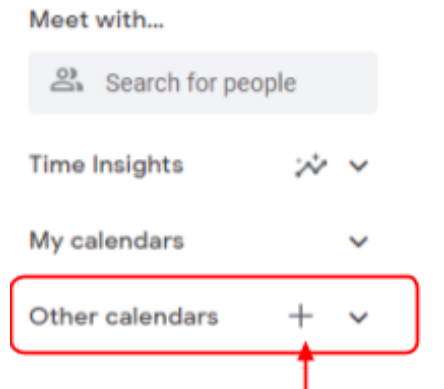 Meet with...
Search for people
Time Insights
My calendars
Other calendars